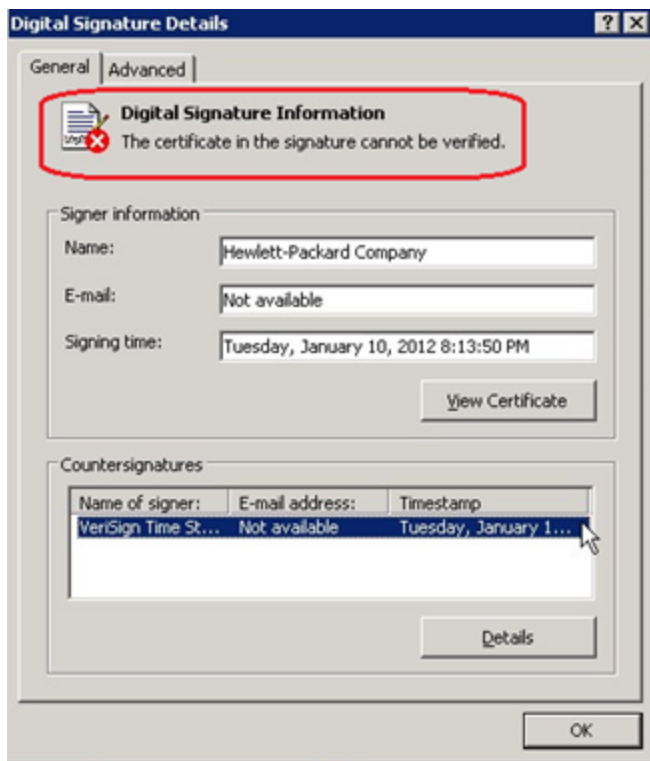 Digital Signature Details
General Advanced
Digital Signature Information
The certificate in the signature cannot be verified.
Signer information
Name: Hewlett-Packard Company
E-mail: Not available
Signing time: Tuesday, January 10, 2012 8:13:50 PM
View Certificate
Countersignatures
Name of signer: E-mail address: Timestamp
VeriSign Time St... Not available Tuesday, January 1...
Details
OK